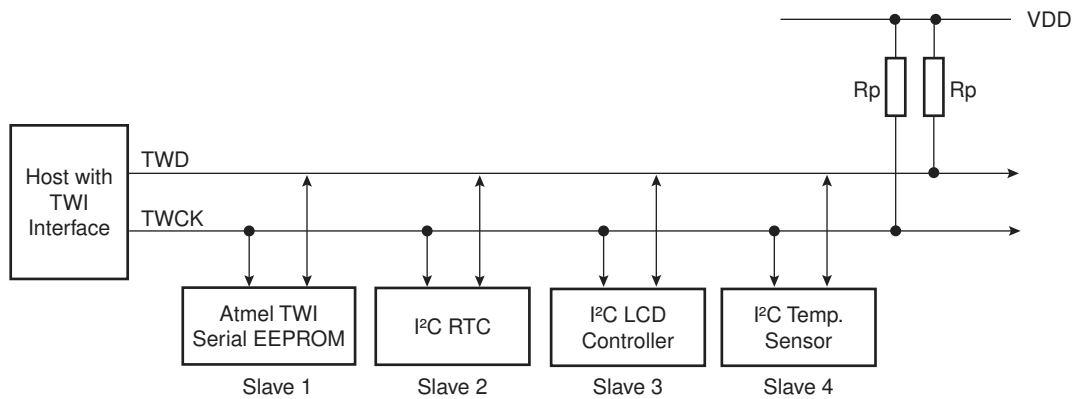 VDD
Rp
Rp
Host with
TWI
Interface
TWD
TWCK
Atmel TWI
Serial EEPROM
I²C RTC
I²C LCD
Controller
I²C Temp.
Sensor
Slave 1
Slave 2
Slave 3
Slave 4